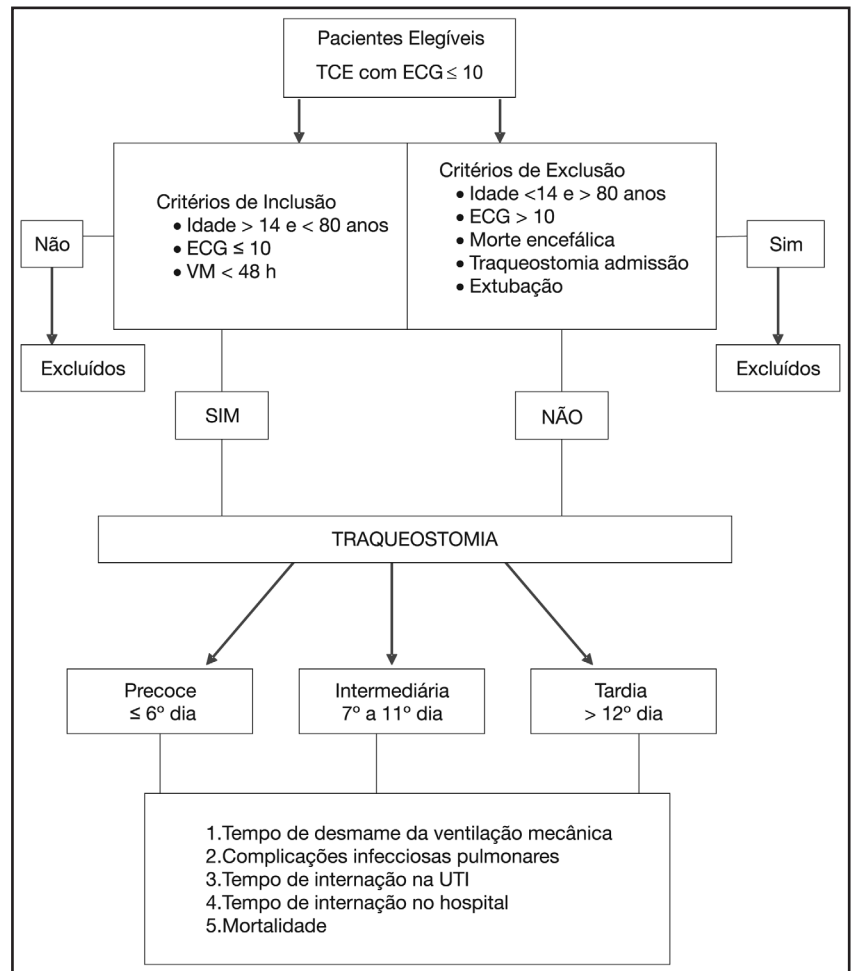 Pacientes Elegíveis
TCE com ECG ≤ 10
Critérios de Inclusão
• Idade > 14 e < 80 anos
• ECG ≤ 10
• VM < 48 h
Critérios de Exclusão
• Idade <14 e > 80 anos
• ECG > 10
• Morte encefálica
• Traqueostomia admissão
• Extubação
Não
Sim
Excluídos
Excluídos
SIM
NÃO
TRAQUEOSTOMIA
Precoce
≤ 6º dia
Intermediária
7º a 11º dia
Tardia
> 12º dia
1.Tempo de desmame da ventilação mecânica
2.Complicações infecciosas pulmonares
3.Tempo de internação na UTI
4.Tempo de internação no hospital
5.Mortalidade